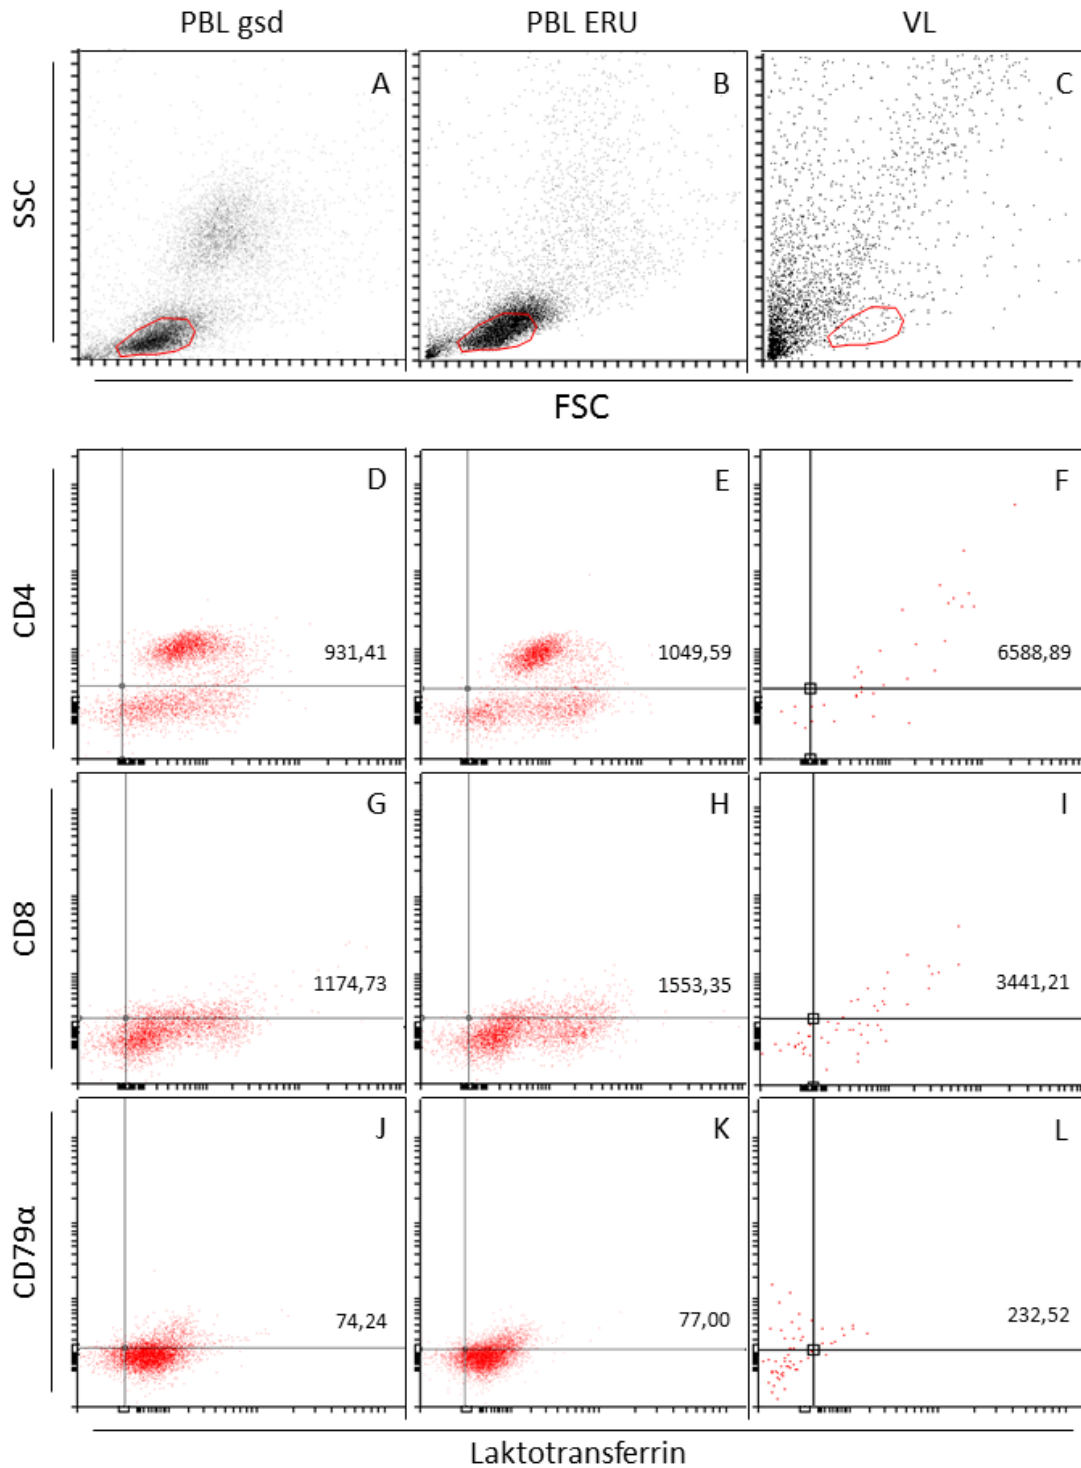 PBL gsd PBL ERU VL
SSC
A B C
FSC
CD4
D E F
931,41 1049,59 6588,89
CD8
G H I
1174,73 1553,35 3441,21
CD79α
J K L
74,24 77,00 232,52
Laktotransferrin